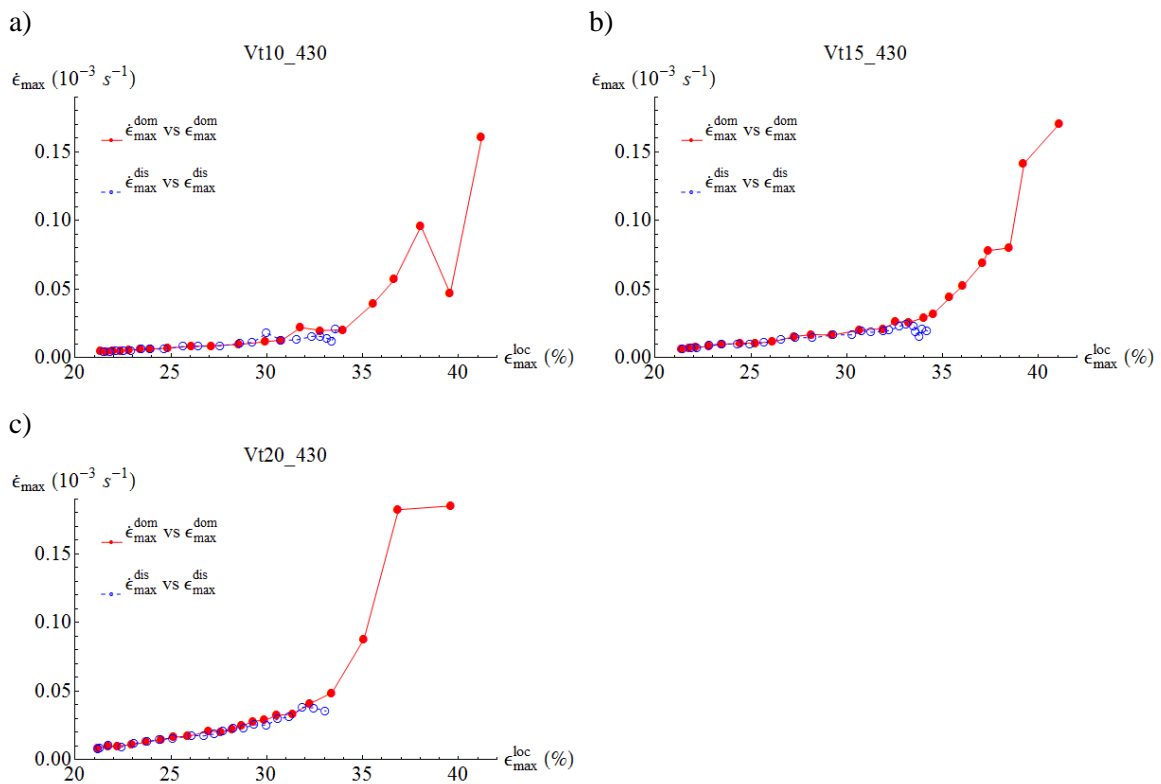 a)
Vt10_430
ϵ̇max (10⁻³ s⁻¹)
ϵ̇max^dom vs ϵmax^dom
ϵ̇max^dis vs ϵmax^dis
0.15
0.10
0.05
0.00
20 25 30 35 40
ϵmax^loc (%)
b)
Vt15_430
ϵ̇max (10⁻³ s⁻¹)
ϵ̇max^dom vs ϵmax^dom
ϵ̇max^dis vs ϵmax^dis
0.15
0.10
0.05
0.00
20 25 30 35 40
ϵmax^loc (%)
c)
Vt20_430
ϵ̇max (10⁻³ s⁻¹)
ϵ̇max^dom vs ϵmax^dom
ϵ̇max^dis vs ϵmax^dis
0.15
0.10
0.05
0.00
20 25 30 35 40
ϵmax^loc (%)